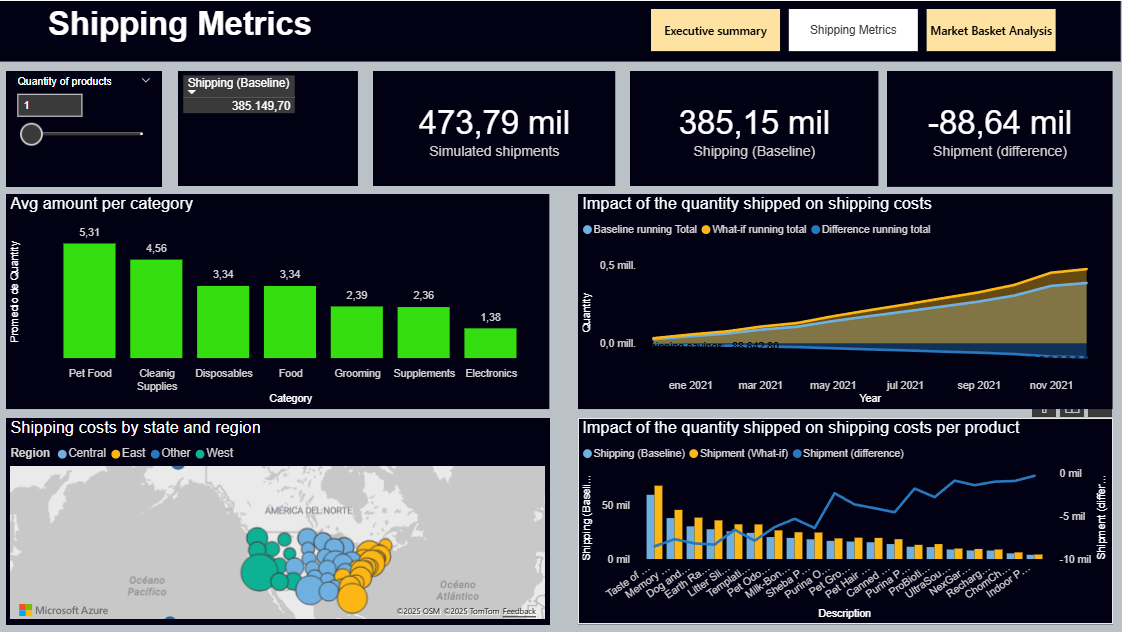 Shipping Metrics
Executive summary
Shipping Metrics
Market Basket Analysis
Quantity of products
1
Shipping (Baseline)
385.149,70
473,79 mil
Simulated shipments
385,15 mil
Shipping (Baseline)
-88,64 mil
Shipment (difference)
Avg amount per category
Promedio de Quantity
5,31
4,56
3,34
3,34
2,39
2,36
1,38
Pet Food
Cleanig
Supplies
Disposables
Food
Grooming
Supplements
Electronics
Category
Impact of the quantity shipped on shipping costs
Baseline running Total
What-if running total
Difference running total
Quantity
0,5 mill.
0,0 mill.
ene 2021
mar 2021
may 2021
jul 2021
sep 2021
nov 2021
Year
Shipping costs by state and region
Region
Central
East
Other
West
AMÉRICA DEL NORTE
Océano
Pacífico
Océano
Atlántico
Microsoft Azure
©2025 OSM ©2025 TomTom Feedback
Impact of the quantity shipped on shipping costs per product
Shipping (Baseline)
Shipment (What-if)
Shipment (difference)
Shipping (Baseli...
50 mil
0 mil
0 mil
-5 mil
-10 mil
Shipment (differ...
Taste of ...
Memory ...
Dog and...
Earth Ra...
Litter Sli...
Templati...
Pet Odo...
Milk-Bon...
Sheba P...
Purina O...
Pet Gro...
Pet Hair ...
Canned ...
Purina P...
ProBioti...
UltraSou...
NexGar...
Recharg...
ChomCh...
Indoor P...
Description